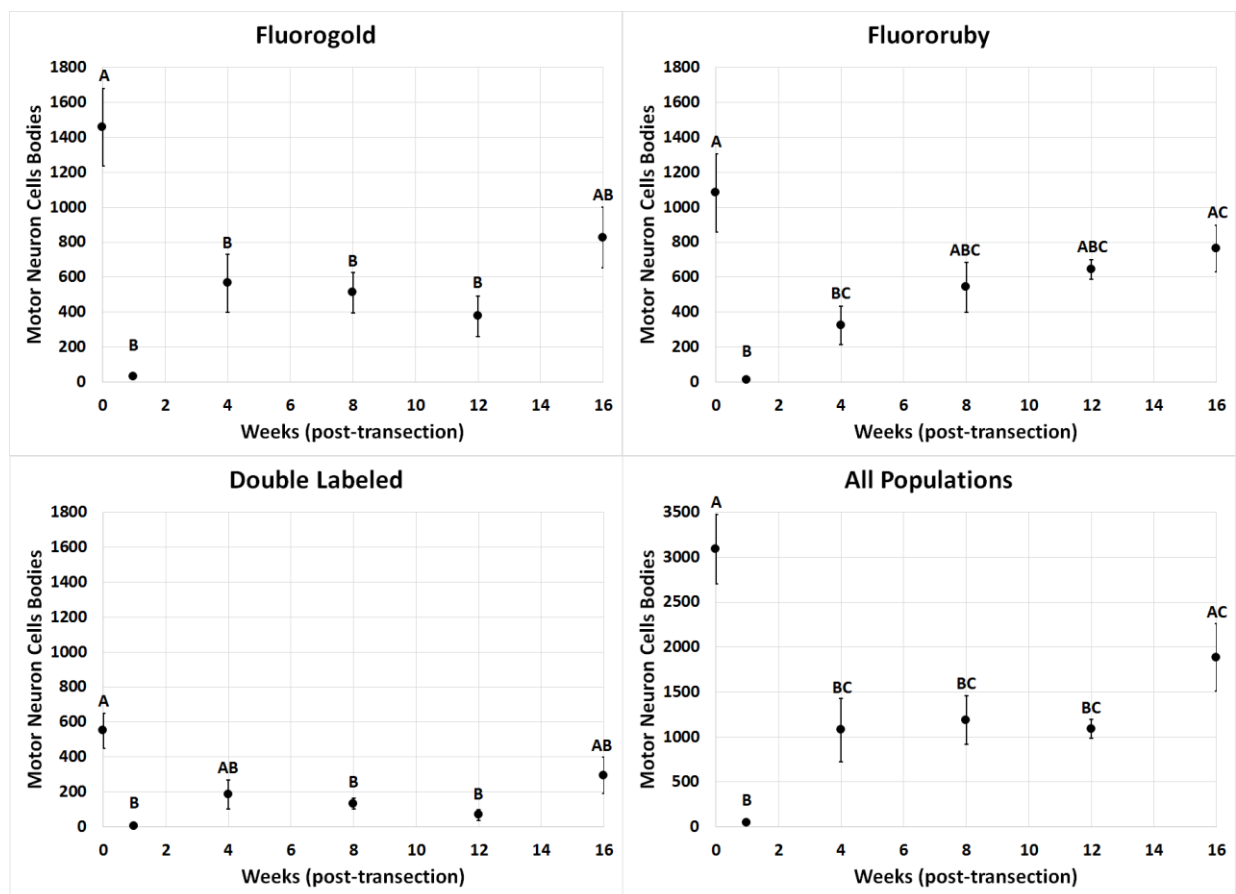 Fluorogold
Motor Neuron Cells Bodies
1800
1600
1400
1200
1000
800
600
400
200
0
A
B
B
B
B
AB
0 2 4 6 8 10 12 14 16
Weeks (post-transection)
Fluororuby
Motor Neuron Cells Bodies
1800
1600
1400
1200
1000
800
600
400
200
0
A
B
BC
ABC
ABC
AC
0 2 4 6 8 10 12 14 16
Weeks (post-transection)
Double Labeled
Motor Neuron Cells Bodies
1800
1600
1400
1200
1000
800
600
400
200
0
A
B
AB
B
B
AB
0 2 4 6 8 10 12 14 16
Weeks (post-transection)
All Populations
Motor Neuron Cells Bodies
3500
3000
2500
2000
1500
1000
500
0
A
B
BC
BC
BC
AC
0 2 4 6 8 10 12 14 16
Weeks (post-transection)